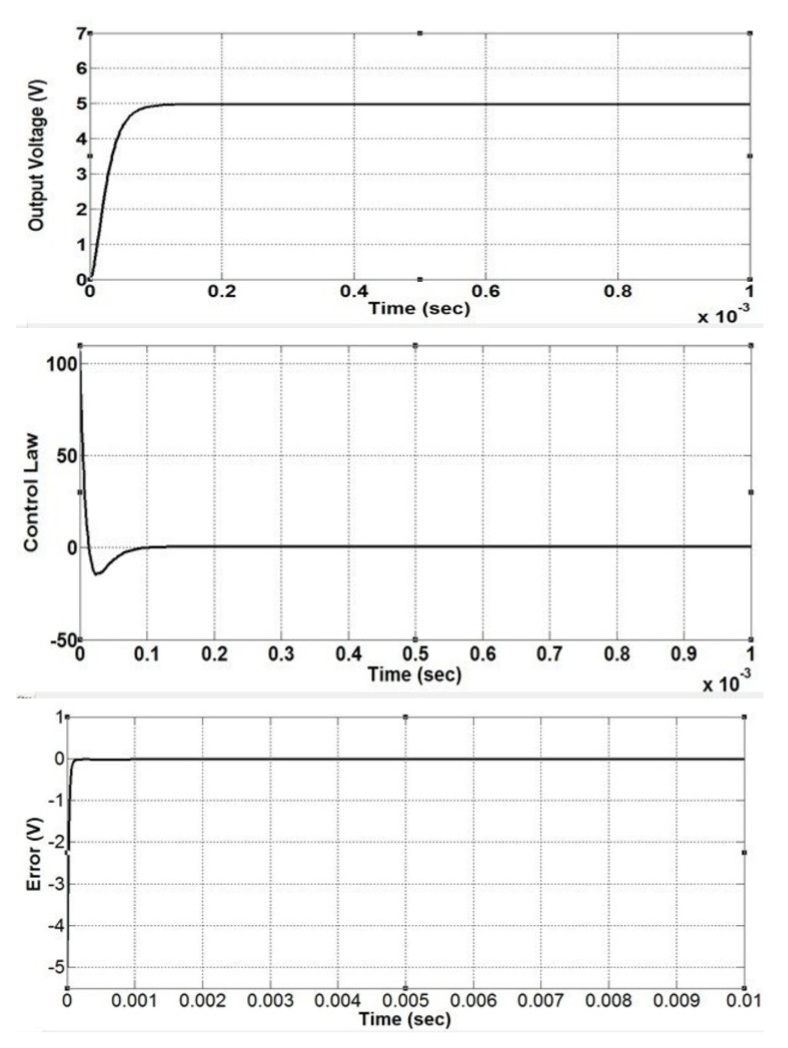 7
6
5
4
3
2
1
0
Output Voltage (V)
0 0.2 0.4 0.6 0.8 1
Time (sec)
x 10-3
100
50
0
-50
Control Law
0 0.1 0.2 0.3 0.4 0.5 0.6 0.7 0.8 0.9 1
Time (sec)
x 10-3
1
0
-1
-2
-3
-4
-5
Error (V)
0 0.001 0.002 0.003 0.004 0.005 0.006 0.007 0.008 0.009 0.01
Time (sec)